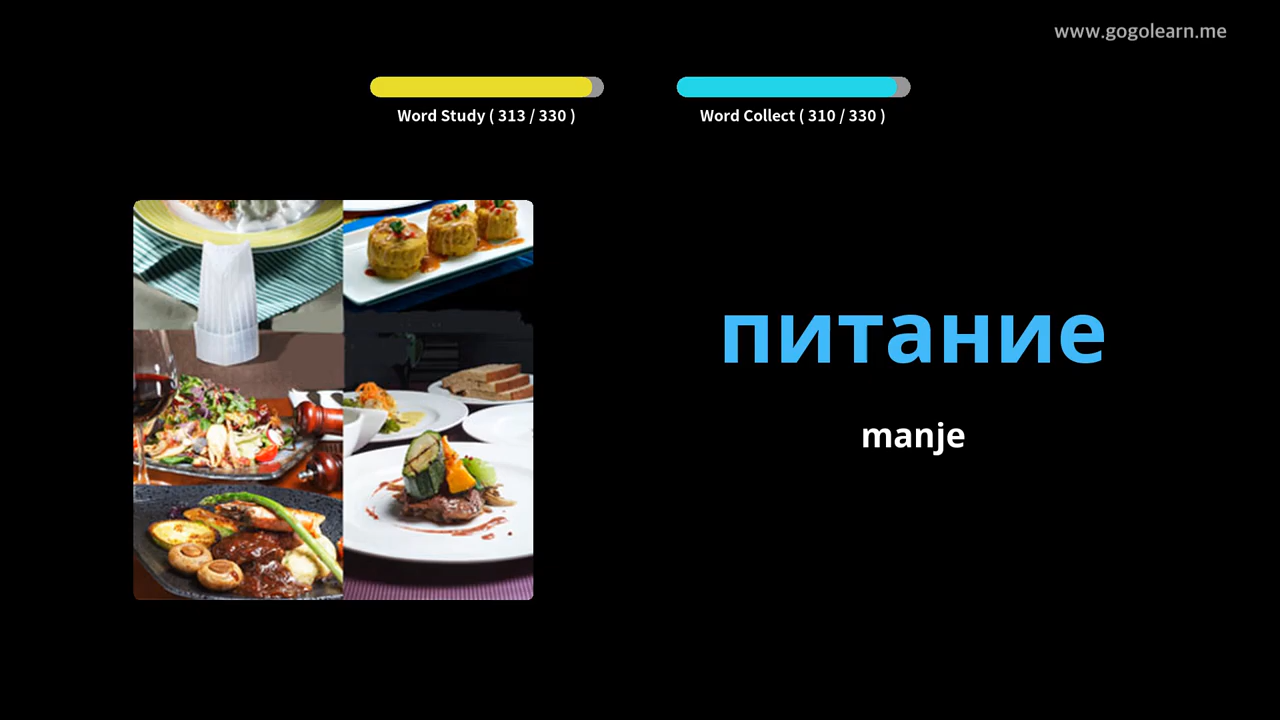 www.gogolearn.me
Word Study ( 313 / 330 )
Word Collect ( 310 / 330 )
питание
manje